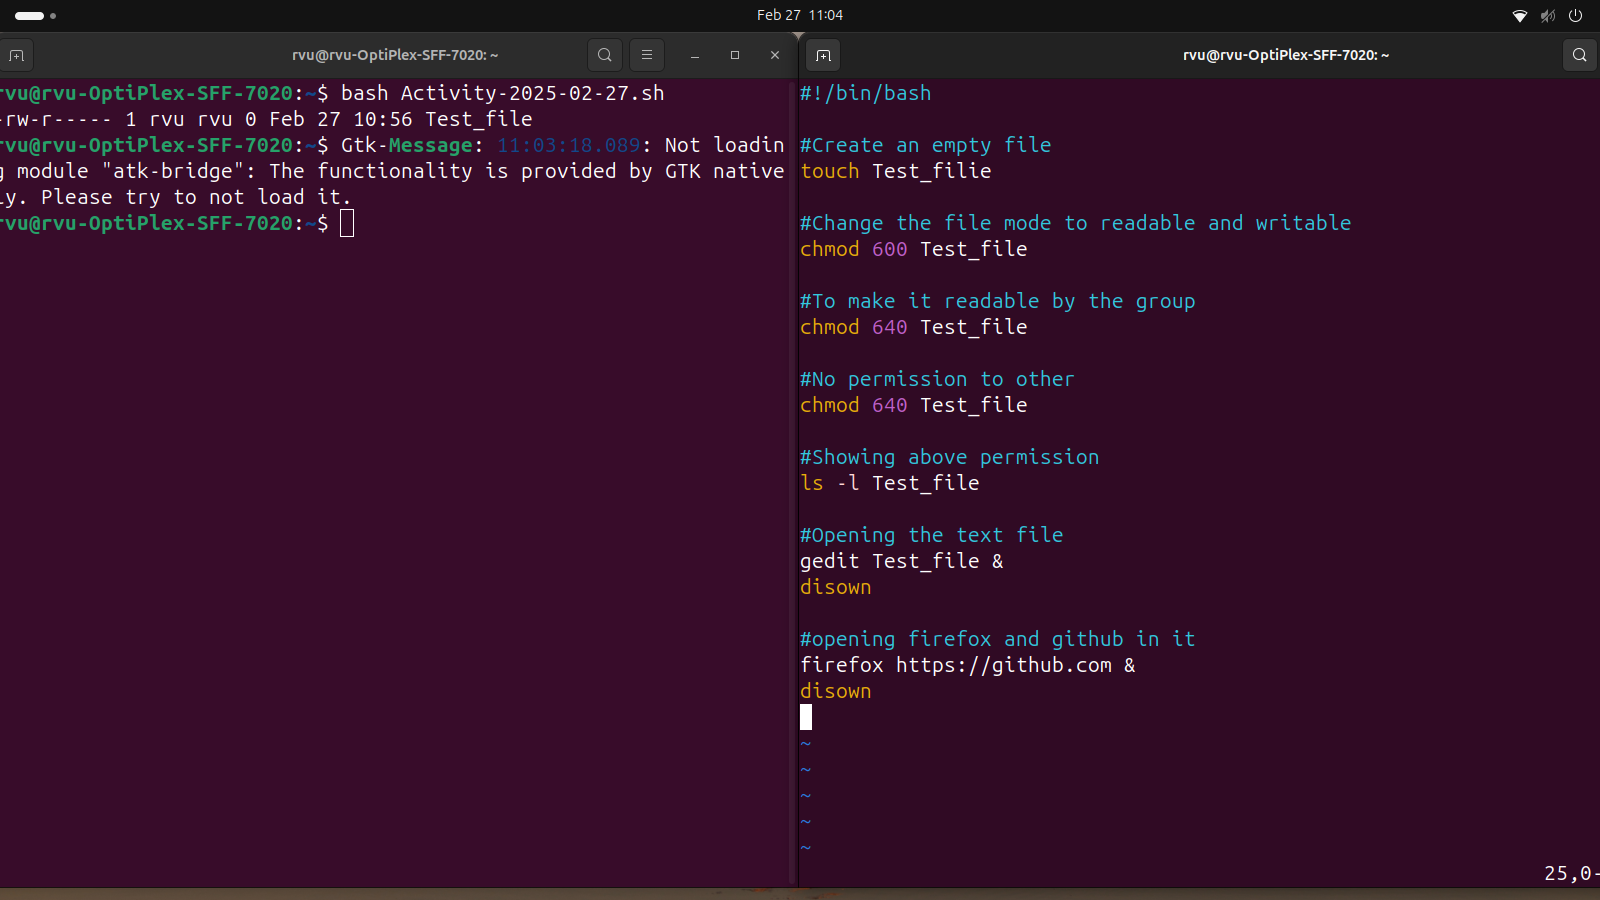 Feb 27 11:04
rvu@rvu-OptiPlex-SFF-7020: ~
rvu@rvu-OptiPlex-SFF-7020:~$ bash Activity-2025-02-27.sh
-rw-r----- 1 rvu rvu 0 Feb 27 10:56 Test_file
rvu@rvu-OptiPlex-SFF-7020:~$ Gtk-Message: 11:03:18.089: Not loadin
g module "atk-bridge": The functionality is provided by GTK native
ly. Please try to not load it.
rvu@rvu-OptiPlex-SFF-7020:~$
rvu@rvu-OptiPlex-SFF-7020: ~
#!/bin/bash
#Create an empty file
touch Test_filie
#Change the file mode to readable and writable
chmod 600 Test_file
#To make it readable by the group
chmod 640 Test_file
#No permission to other
chmod 640 Test_file
#Showing above permission
ls -l Test_file
#Opening the text file
gedit Test_file &
disown
#opening firefox and github in it
firefox https://github.com &
disown
~
~
~
~
~
25,0-